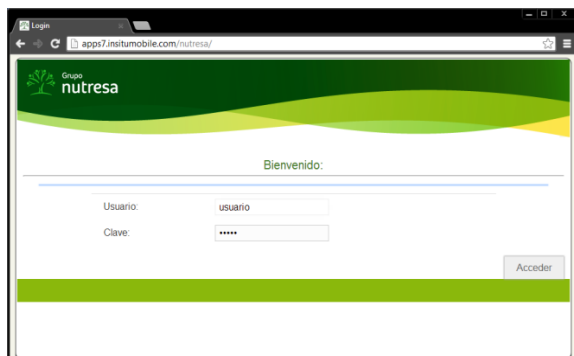 Login
apps7.insitumobile.com/nutresa/
Grupo
nutresa
Bienvenido:
Usuario: usuario
Clave: •••••
Acceder